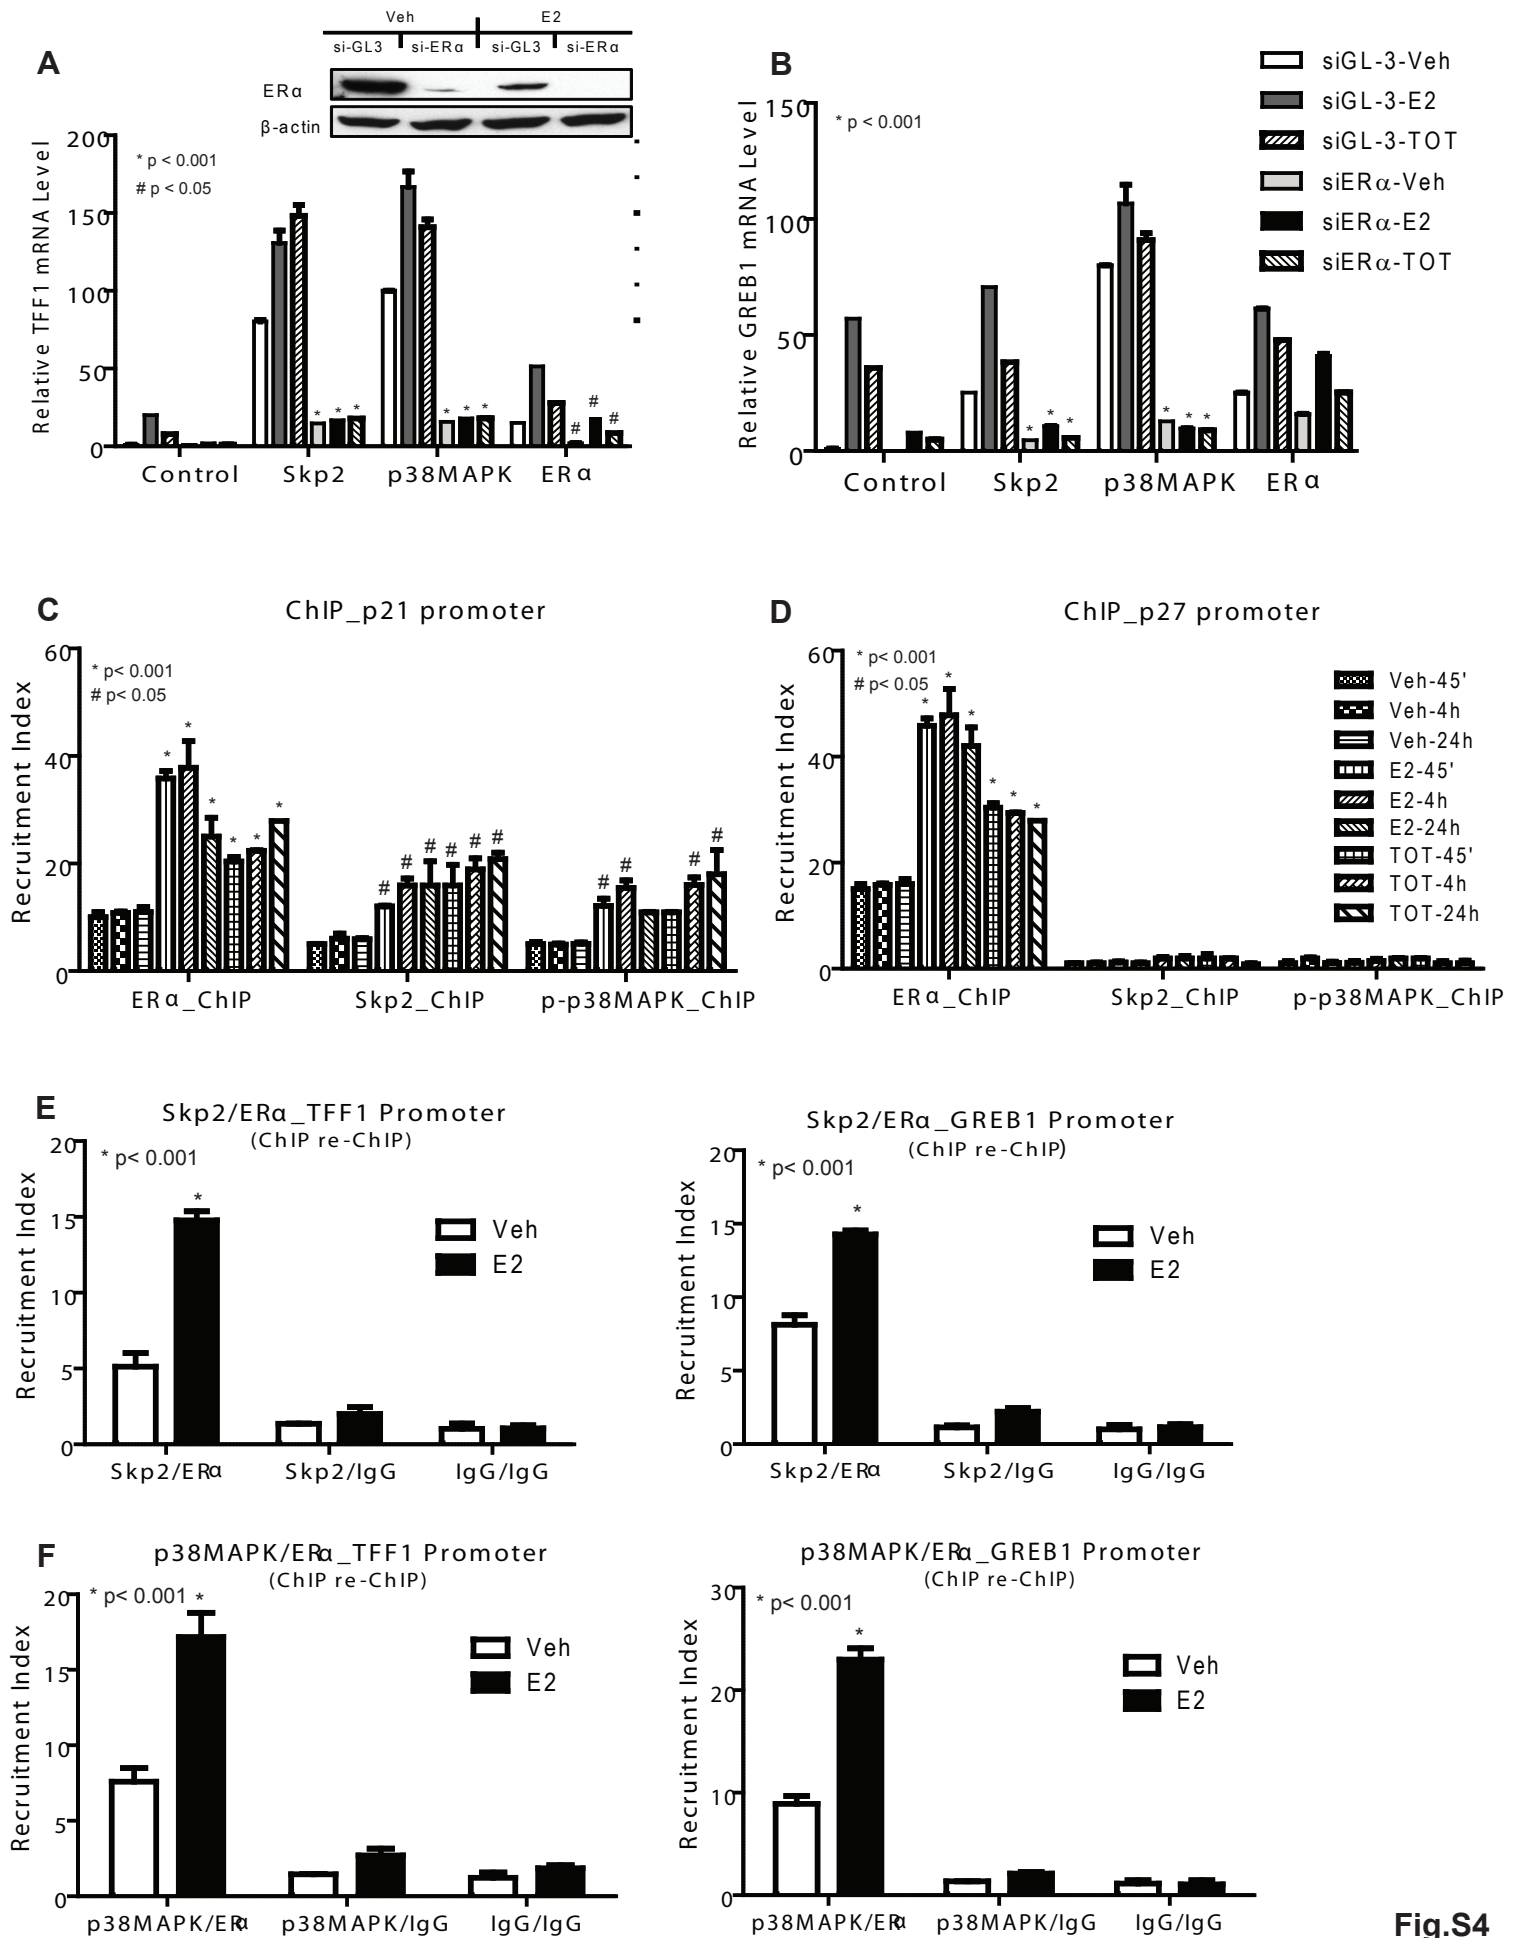 Veh E2
si-GL3 si-ERα si-GL3 si-ERα
A
ERα
β-actin
Relative TFF1 mRNA Level
200
150
100
50
0
* p < 0.001
# p < 0.05
* * *
* * *
# # #
Control Skp2 p38MAPK ERα
B
Relative GREB1 mRNA Level
150
100
50
0
* p < 0.001
* * *
* * *
Control Skp2 p38MAPK ERα
siGL-3-Veh
siGL-3-E2
siGL-3-TOT
siERα-Veh
siERα-E2
siERα-TOT
C
ChIP_p21 promoter
Recruitment Index
60
40
20
0
* p< 0.001
# p< 0.05
* * * * * *
# # # # # #
# # # #
ERα_ChIP Skp2_ChIP p-p38MAPK_ChIP
D
ChIP_p27 promoter
Recruitment Index
60
40
20
0
* p< 0.001
# p< 0.05
* * * * * *
ERα_ChIP Skp2_ChIP p-p38MAPK_ChIP
Veh-45'
Veh-4h
Veh-24h
E2-45'
E2-4h
E2-24h
TOT-45'
TOT-4h
TOT-24h
E
Skp2/ERα_TFF1 Promoter
(ChIP re-ChIP)
Recruitment Index
20
15
10
5
0
* p< 0.001
*
Veh
E2
Skp2/ERα Skp2/IgG IgG/IgG
Skp2/ERα_GREB1 Promoter
(ChIP re-ChIP)
Recruitment Index
20
15
10
5
0
* p< 0.001
*
Veh
E2
Skp2/ERα Skp2/IgG IgG/IgG
F
p38MAPK/ERα_TFF1 Promoter
(ChIP re-ChIP)
Recruitment Index
20
15
10
5
0
* p< 0.001
*
Veh
E2
p38MAPK/ERα p38MAPK/IgG IgG/IgG
p38MAPK/ERα_GREB1 Promoter
(ChIP re-ChIP)
Recruitment Index
30
20
10
0
* p< 0.001
*
Veh
E2
p38MAPK/ERα p38MAPK/IgG IgG/IgG
Fig.S4